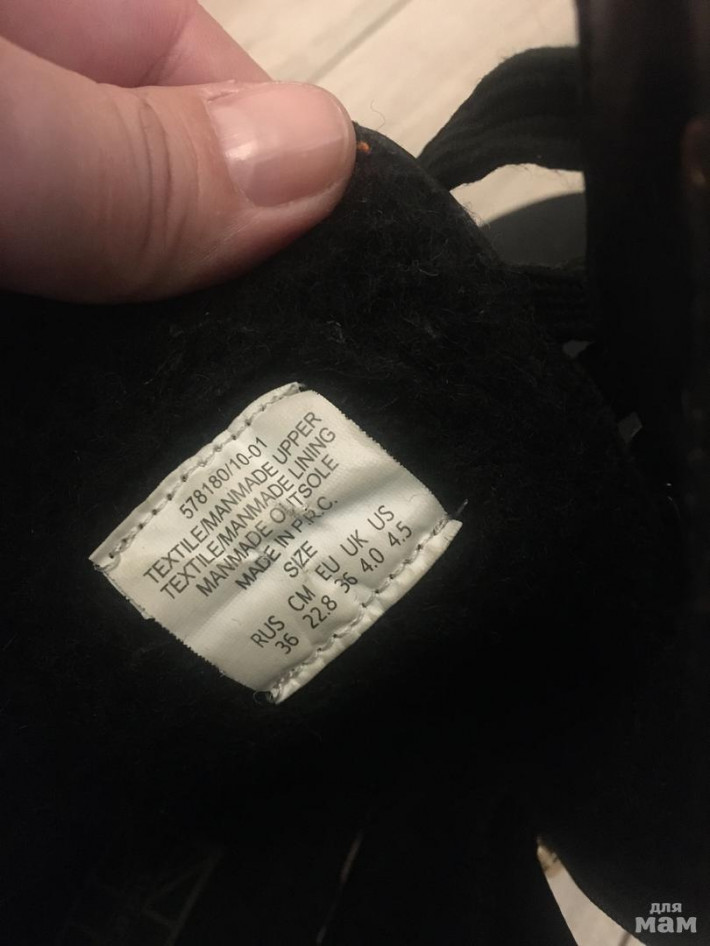 578180/10-01
TEXTILE/MANMADE UPPER
TEXTILE/MANMADE LINING
MANMADE OUTSOLE
MADE IN P.R.C.
SIZE
RUS CM EU UK US
36 22.8 36 4.0 4.5
для
мам